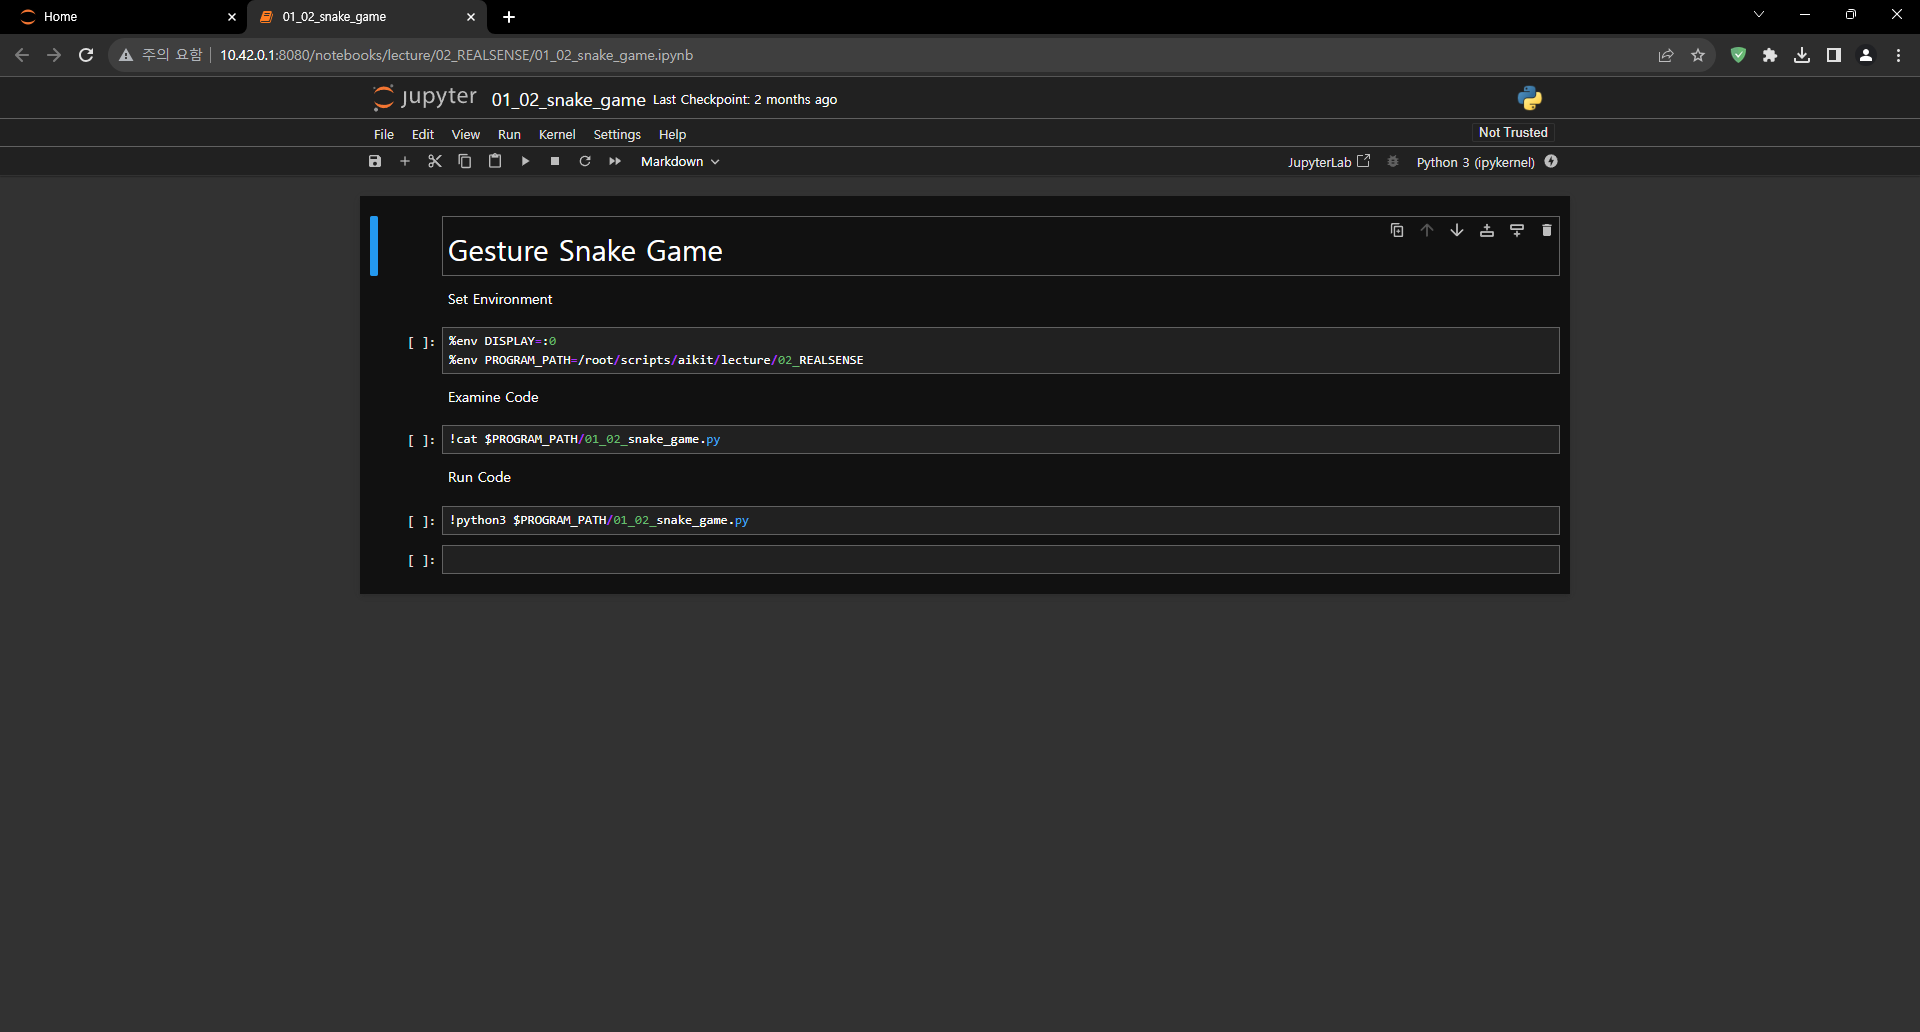 Home
01_02_snake_game
주의 요함
10.42.0.1:8080/notebooks/lecture/02_REALSENSE/01_02_snake_game.ipynb
jupyter 01_02_snake_game Last Checkpoint: 2 months ago
File Edit View Run Kernel Settings Help
Not Trusted
Markdown
JupyterLab
Python 3 (ipykernel)
Gesture Snake Game
Set Environment
[ ]: %env DISPLAY=:0
%env PROGRAM_PATH=/root/scripts/aikit/lecture/02_REALSENSE
Examine Code
[ ]: !cat $PROGRAM_PATH/01_02_snake_game.py
Run Code
[ ]: !python3 $PROGRAM_PATH/01_02_snake_game.py
[ ]: